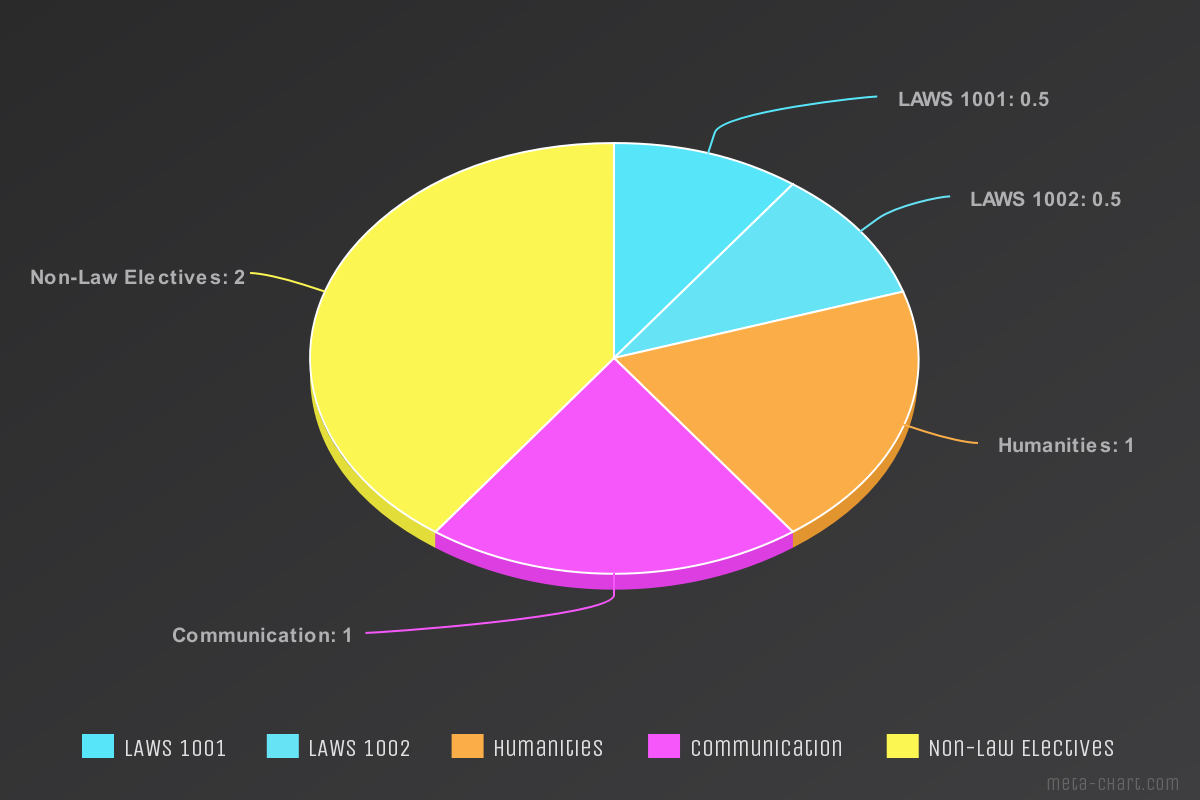 LAWS 1001: 0.5
LAWS 1002: 0.5
Non-Law Electives: 2
Humanities: 1
Communication: 1
LAWS 1001
LAWS 1002
Humanities
Communication
Non-Law Electives
meta-chart.com